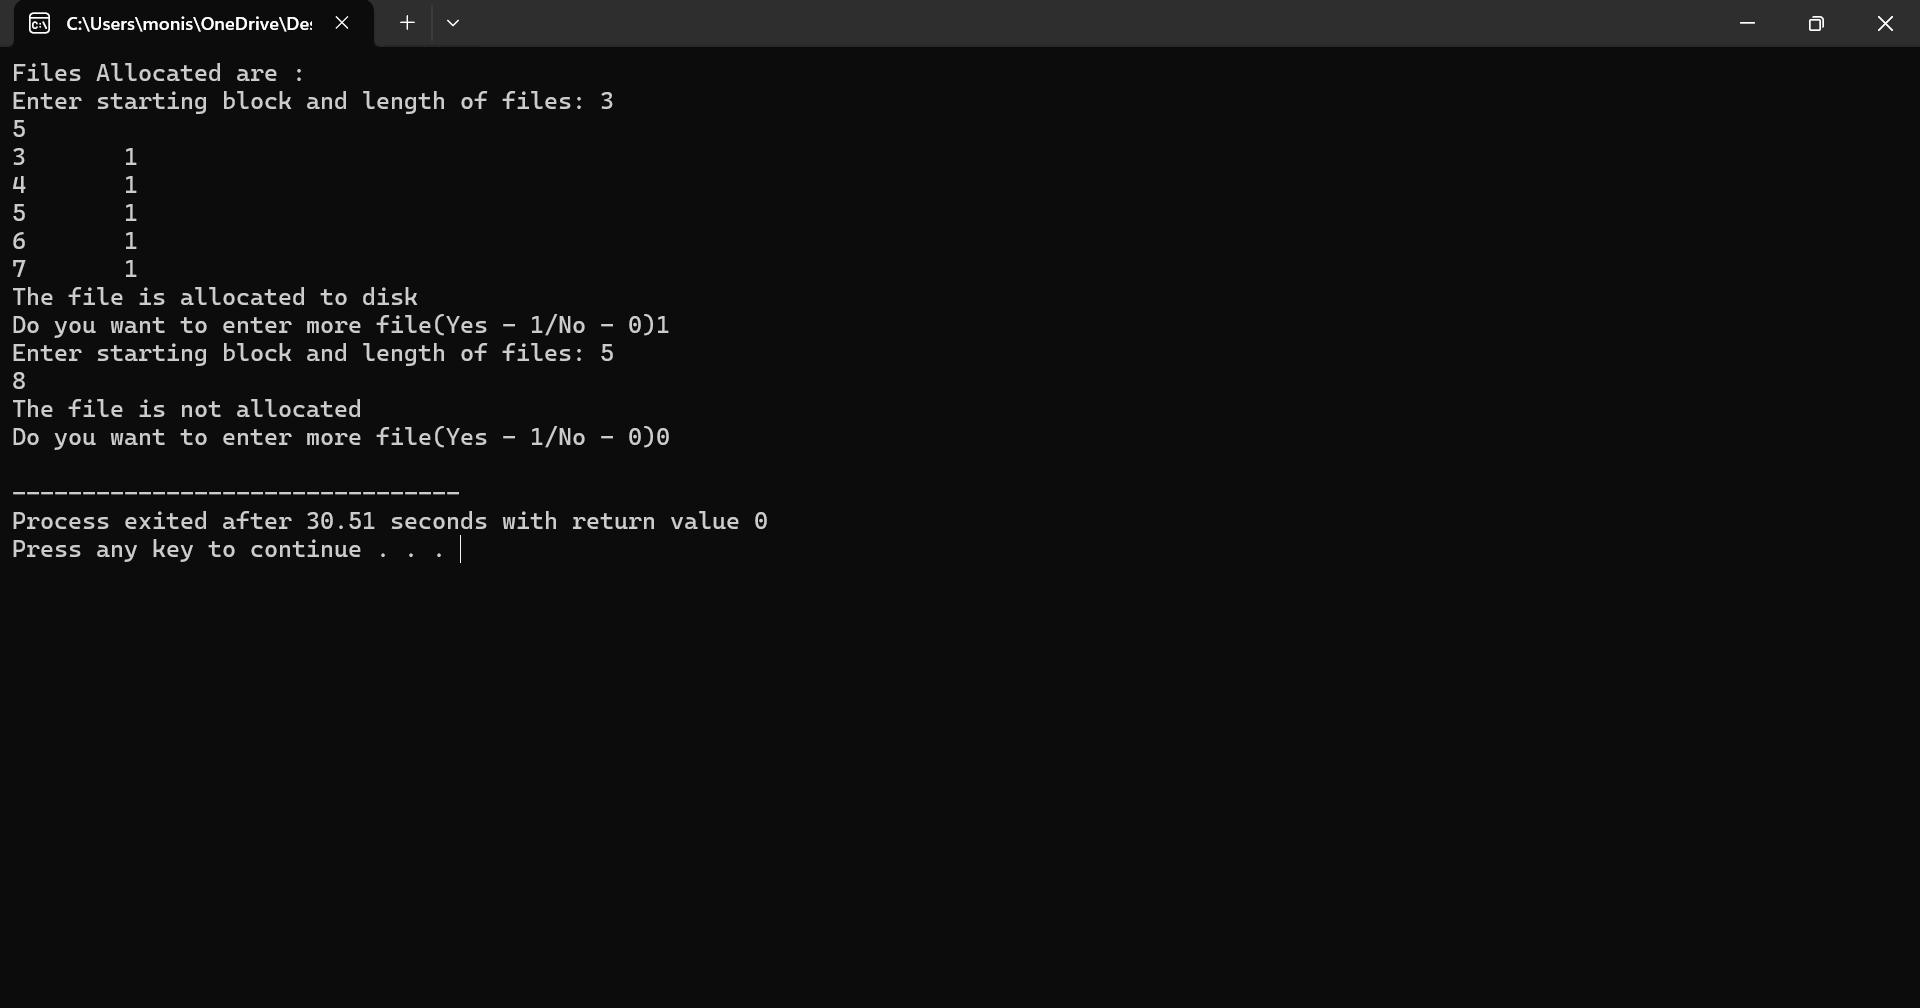 C:\Users\monis\OneDrive\De
Files Allocated are :
Enter starting block and length of files: 3
5
3	1
4	1
5	1
6	1
7	1
The file is allocated to disk
Do you want to enter more file(Yes - 1/No - 0)1
Enter starting block and length of files: 5
8
The file is not allocated
Do you want to enter more file(Yes - 1/No - 0)0
--------------------------------
Process exited after 30.51 seconds with return value 0
Press any key to continue . . .